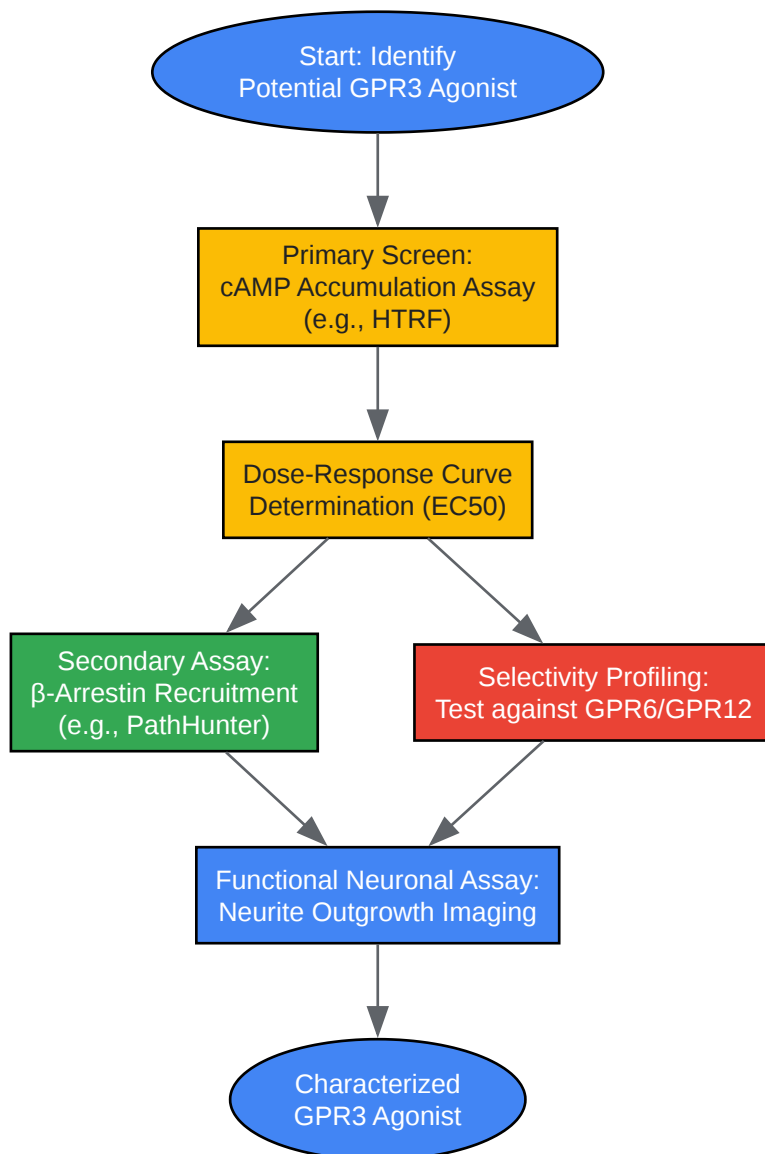 Start: Identify
Potential GPR3 Agonist
Primary Screen:
cAMP Accumulation Assay
(e.g., HTRF)
Dose-Response Curve
Determination (EC50)
Secondary Assay:
β-Arrestin Recruitment
(e.g., PathHunter)
Selectivity Profiling:
Test against GPR6/GPR12
Functional Neuronal Assay:
Neurite Outgrowth Imaging
Characterized
GPR3 Agonist